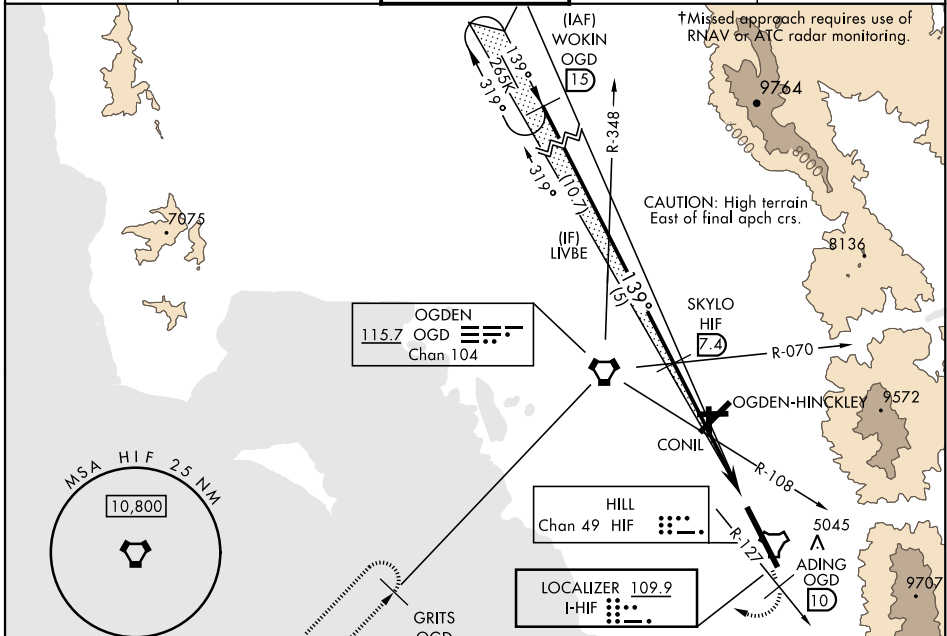 †Missed approach requires use of
RNAV or ATC radar monitoring.
(IAF)
WOKIN
OGD
15
139°
265K
319°
R-348
9764
6000
8000
319°
(10.7)
CAUTION: High terrain
East of final apch crs.
7075
(IF)
LIVBE
8136
139°
(5)
SKYLO
HIF
7.4
OGDEN
115.7 OGD
Chan 104
R-070
OGDEN-HINCKLEY
9572
CONIL
R-108
MSA HIF 25 NM
10,800
HILL
Chan 49 HIF
5045
R-127
ADING
OGD
10
LOCALIZER 109.9
I-HIF
9707
GRITS
OGD